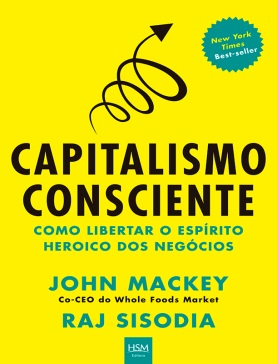 New York
Times
Best-seller
CAPITALISMO
CONSCIENTE
COMO LIBERTAR O ESPÍRITO
HEROICO DOS NEGÓCIOS
JOHN MACKEY
Co-CEO do Whole Foods Market
RAJ SISODIA
HSM
Editora